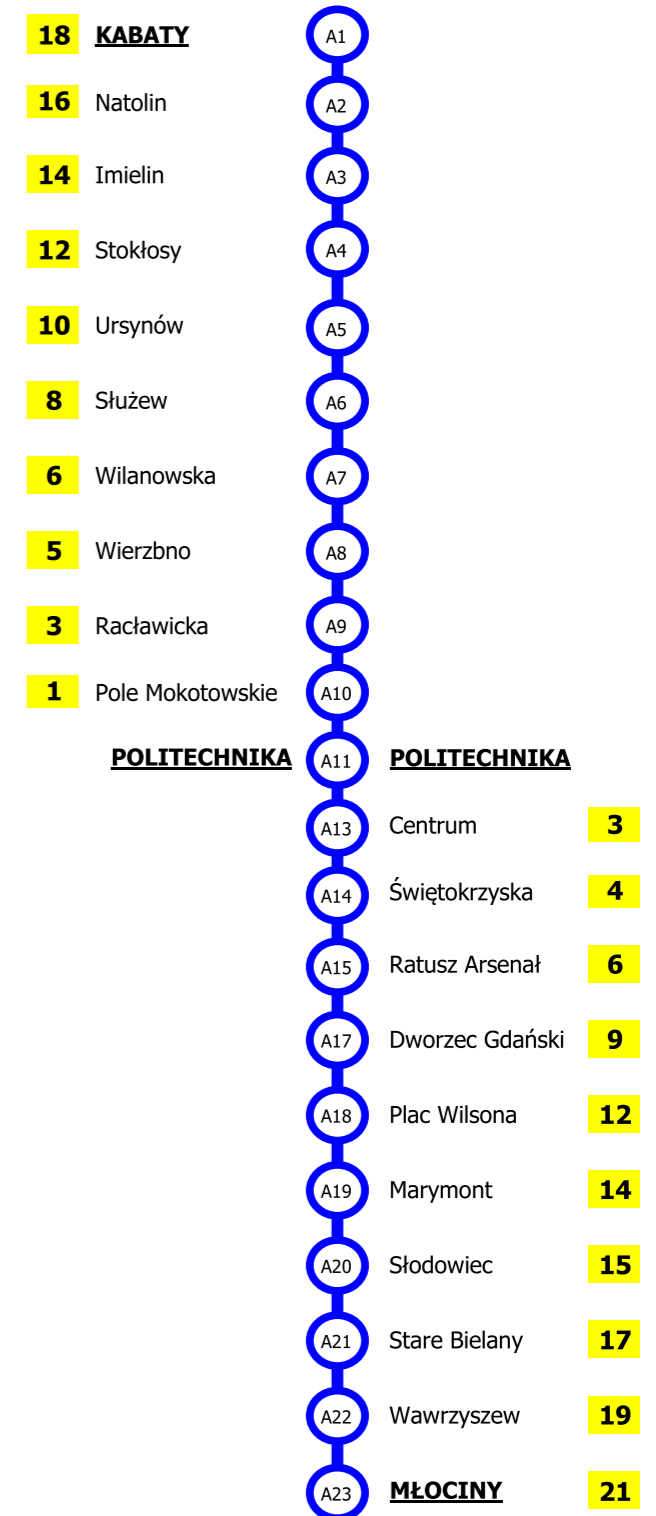 18 KABATY A1
16 Natolin A2
14 Imielin A3
12 Stokłosy A4
10 Ursynów A5
8 Służew A6
6 Wilanowska A7
5 Wierzbno A8
3 Racławicka A9
1 Pole Mokotowskie A10
POLITECHNIKA A11 POLITECHNIKA
A13 Centrum 3
A14 Świętokrzyska 4
A15 Ratusz Arsenał 6
A17 Dworzec Gdański 9
A18 Plac Wilsona 12
A19 Marymont 14
A20 Słodowiec 15
A21 Stare Bielany 17
A22 Wawrzyszew 19
A23 MŁOCINY 21